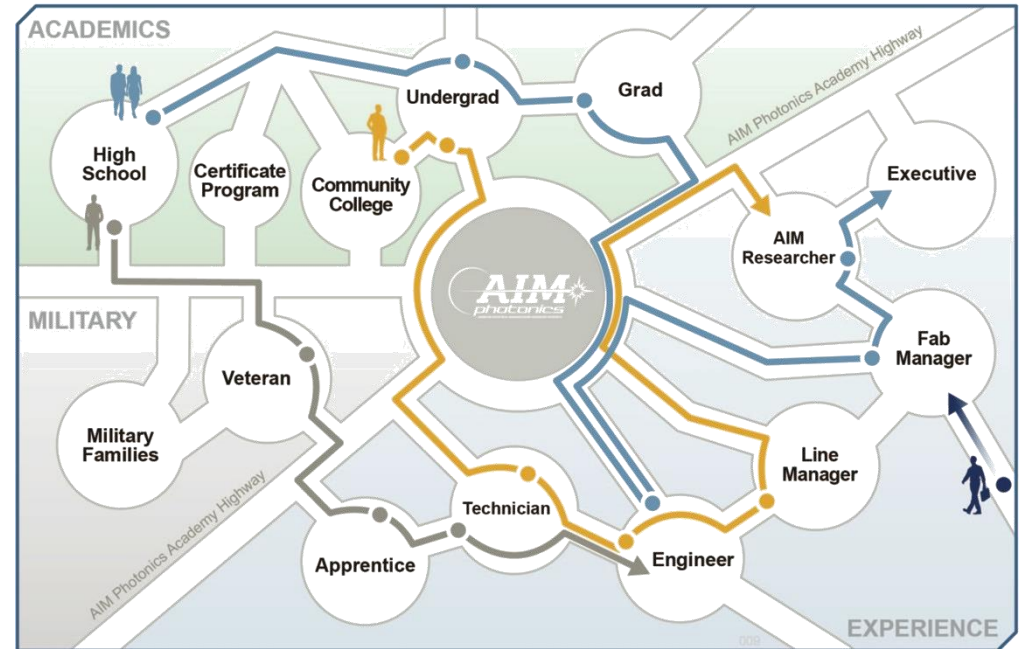 ACADEMICS
Undergrad
Grad
AIM Photonics Academy Highway
High
School
Certificate
Program
Community
College
Executive
AIM
Researcher
AIM
photonics
MILITARY
Veteran
Fab
Manager
Military
Families
Line
Manager
AIM Photonics Academy Highway
Technician
Apprentice
Engineer
EXPERIENCE
009